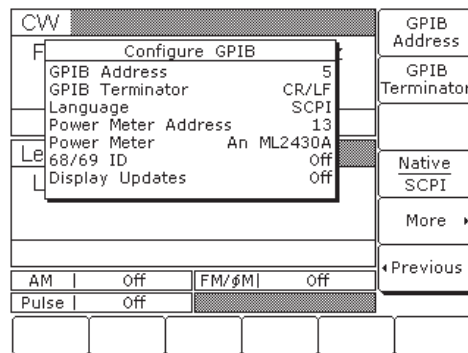 CW
F
Configure GPIB
GPIB Address 5
GPIB Terminator CR/LF
Language SCPI
Power Meter Address 13
Power Meter An ML2430A
68/69 ID Off
Display Updates Off
Le
L
AM Off FM/ϕM Off
Pulse Off
GPIB
Address
GPIB
Terminator
Native
SCPI
More
Previous